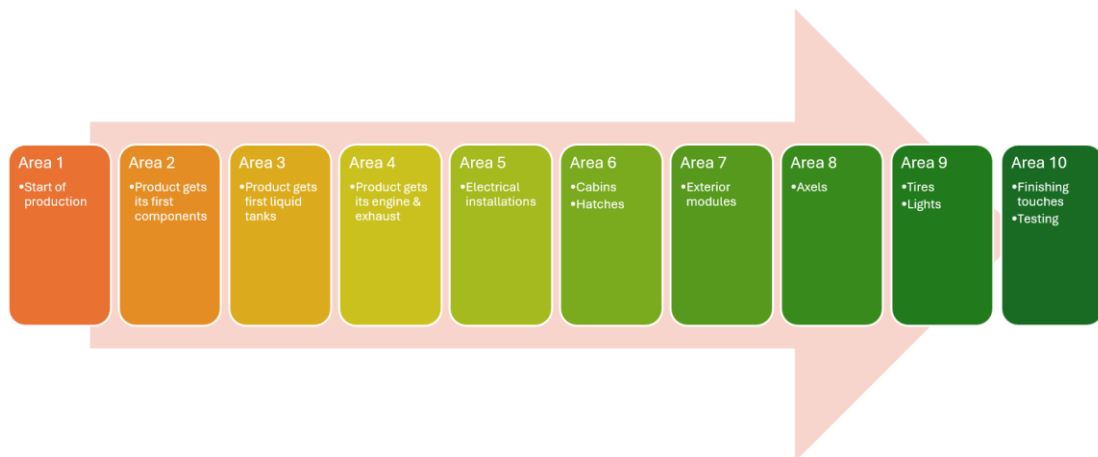 Area 1
•Start of
production
Area 2
•Product gets
its first
components
Area 3
•Product gets
first liquid
tanks
Area 4
•Product gets
its engine &
exhaust
Area 5
•Electrical
installations
Area 6
•Cabins
•Hatches
Area 7
•Exterior
modules
Area 8
•Axels
Area 9
•Tires
•Lights
Area 10
•Finishing
touches
•Testing